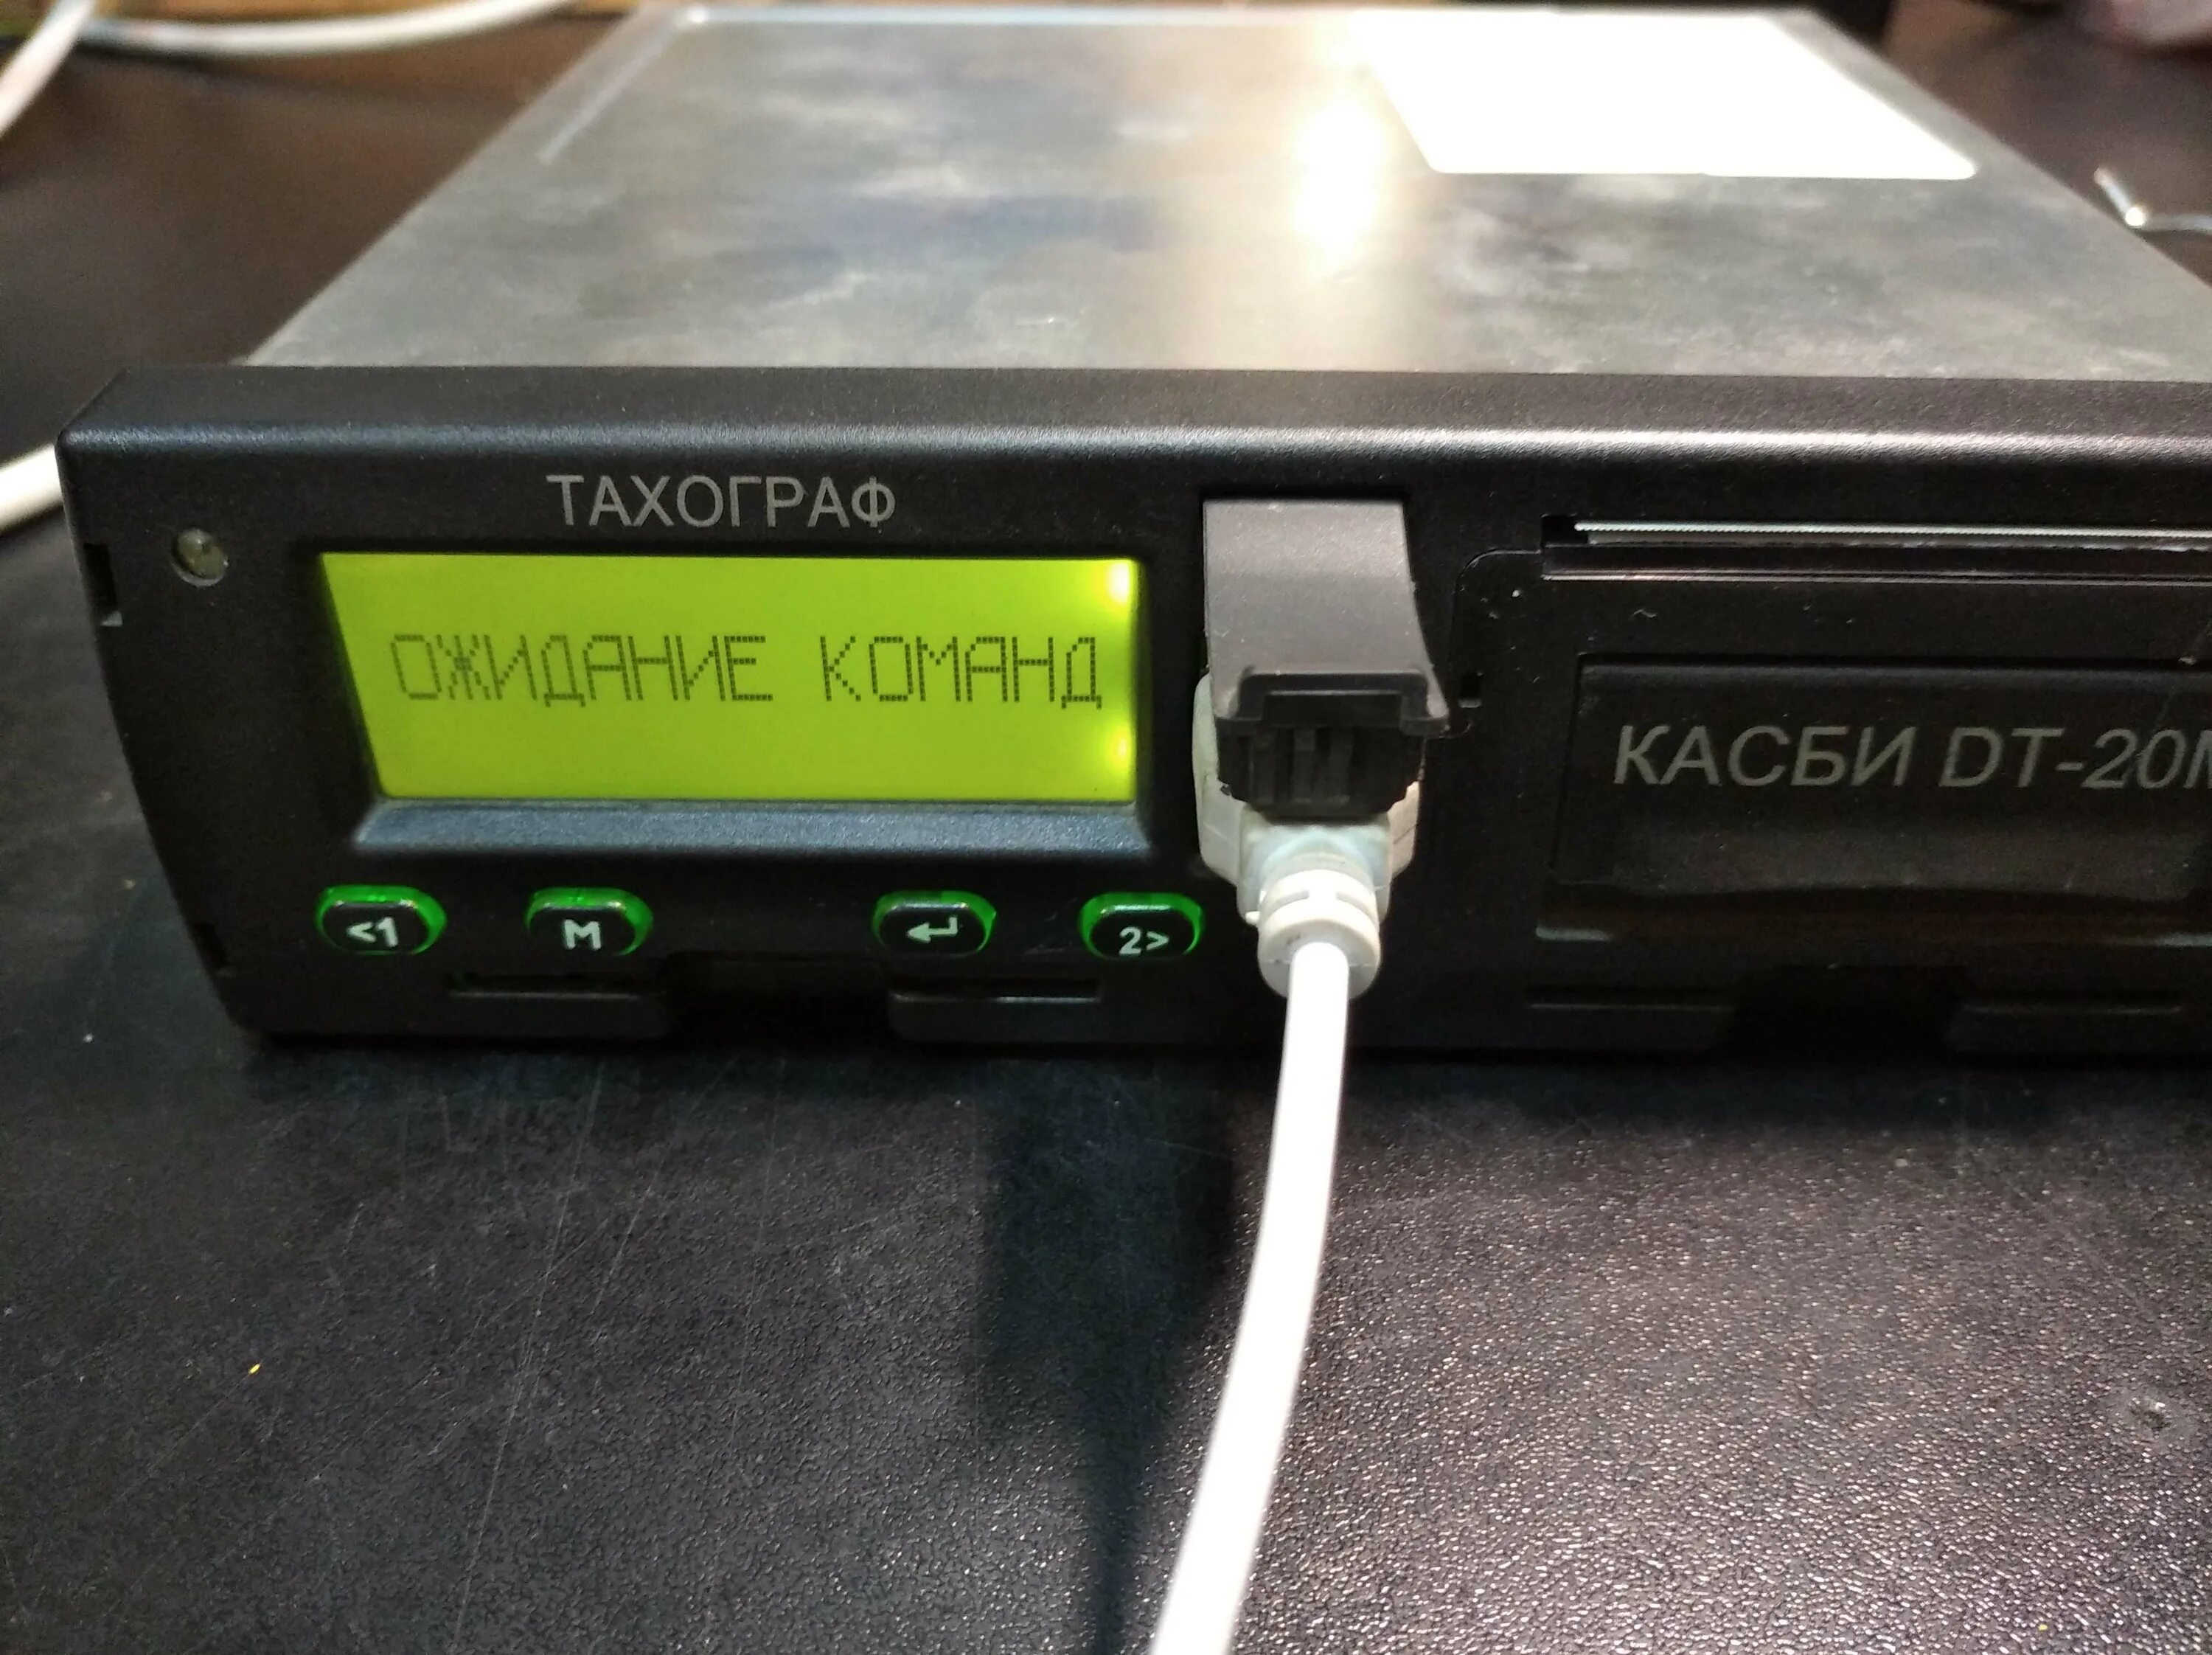 ТАХОГРАФ
ОЖИДАНИЕ КОМАНД
<1 M ↵ 2>
КАСБИ DT-20M